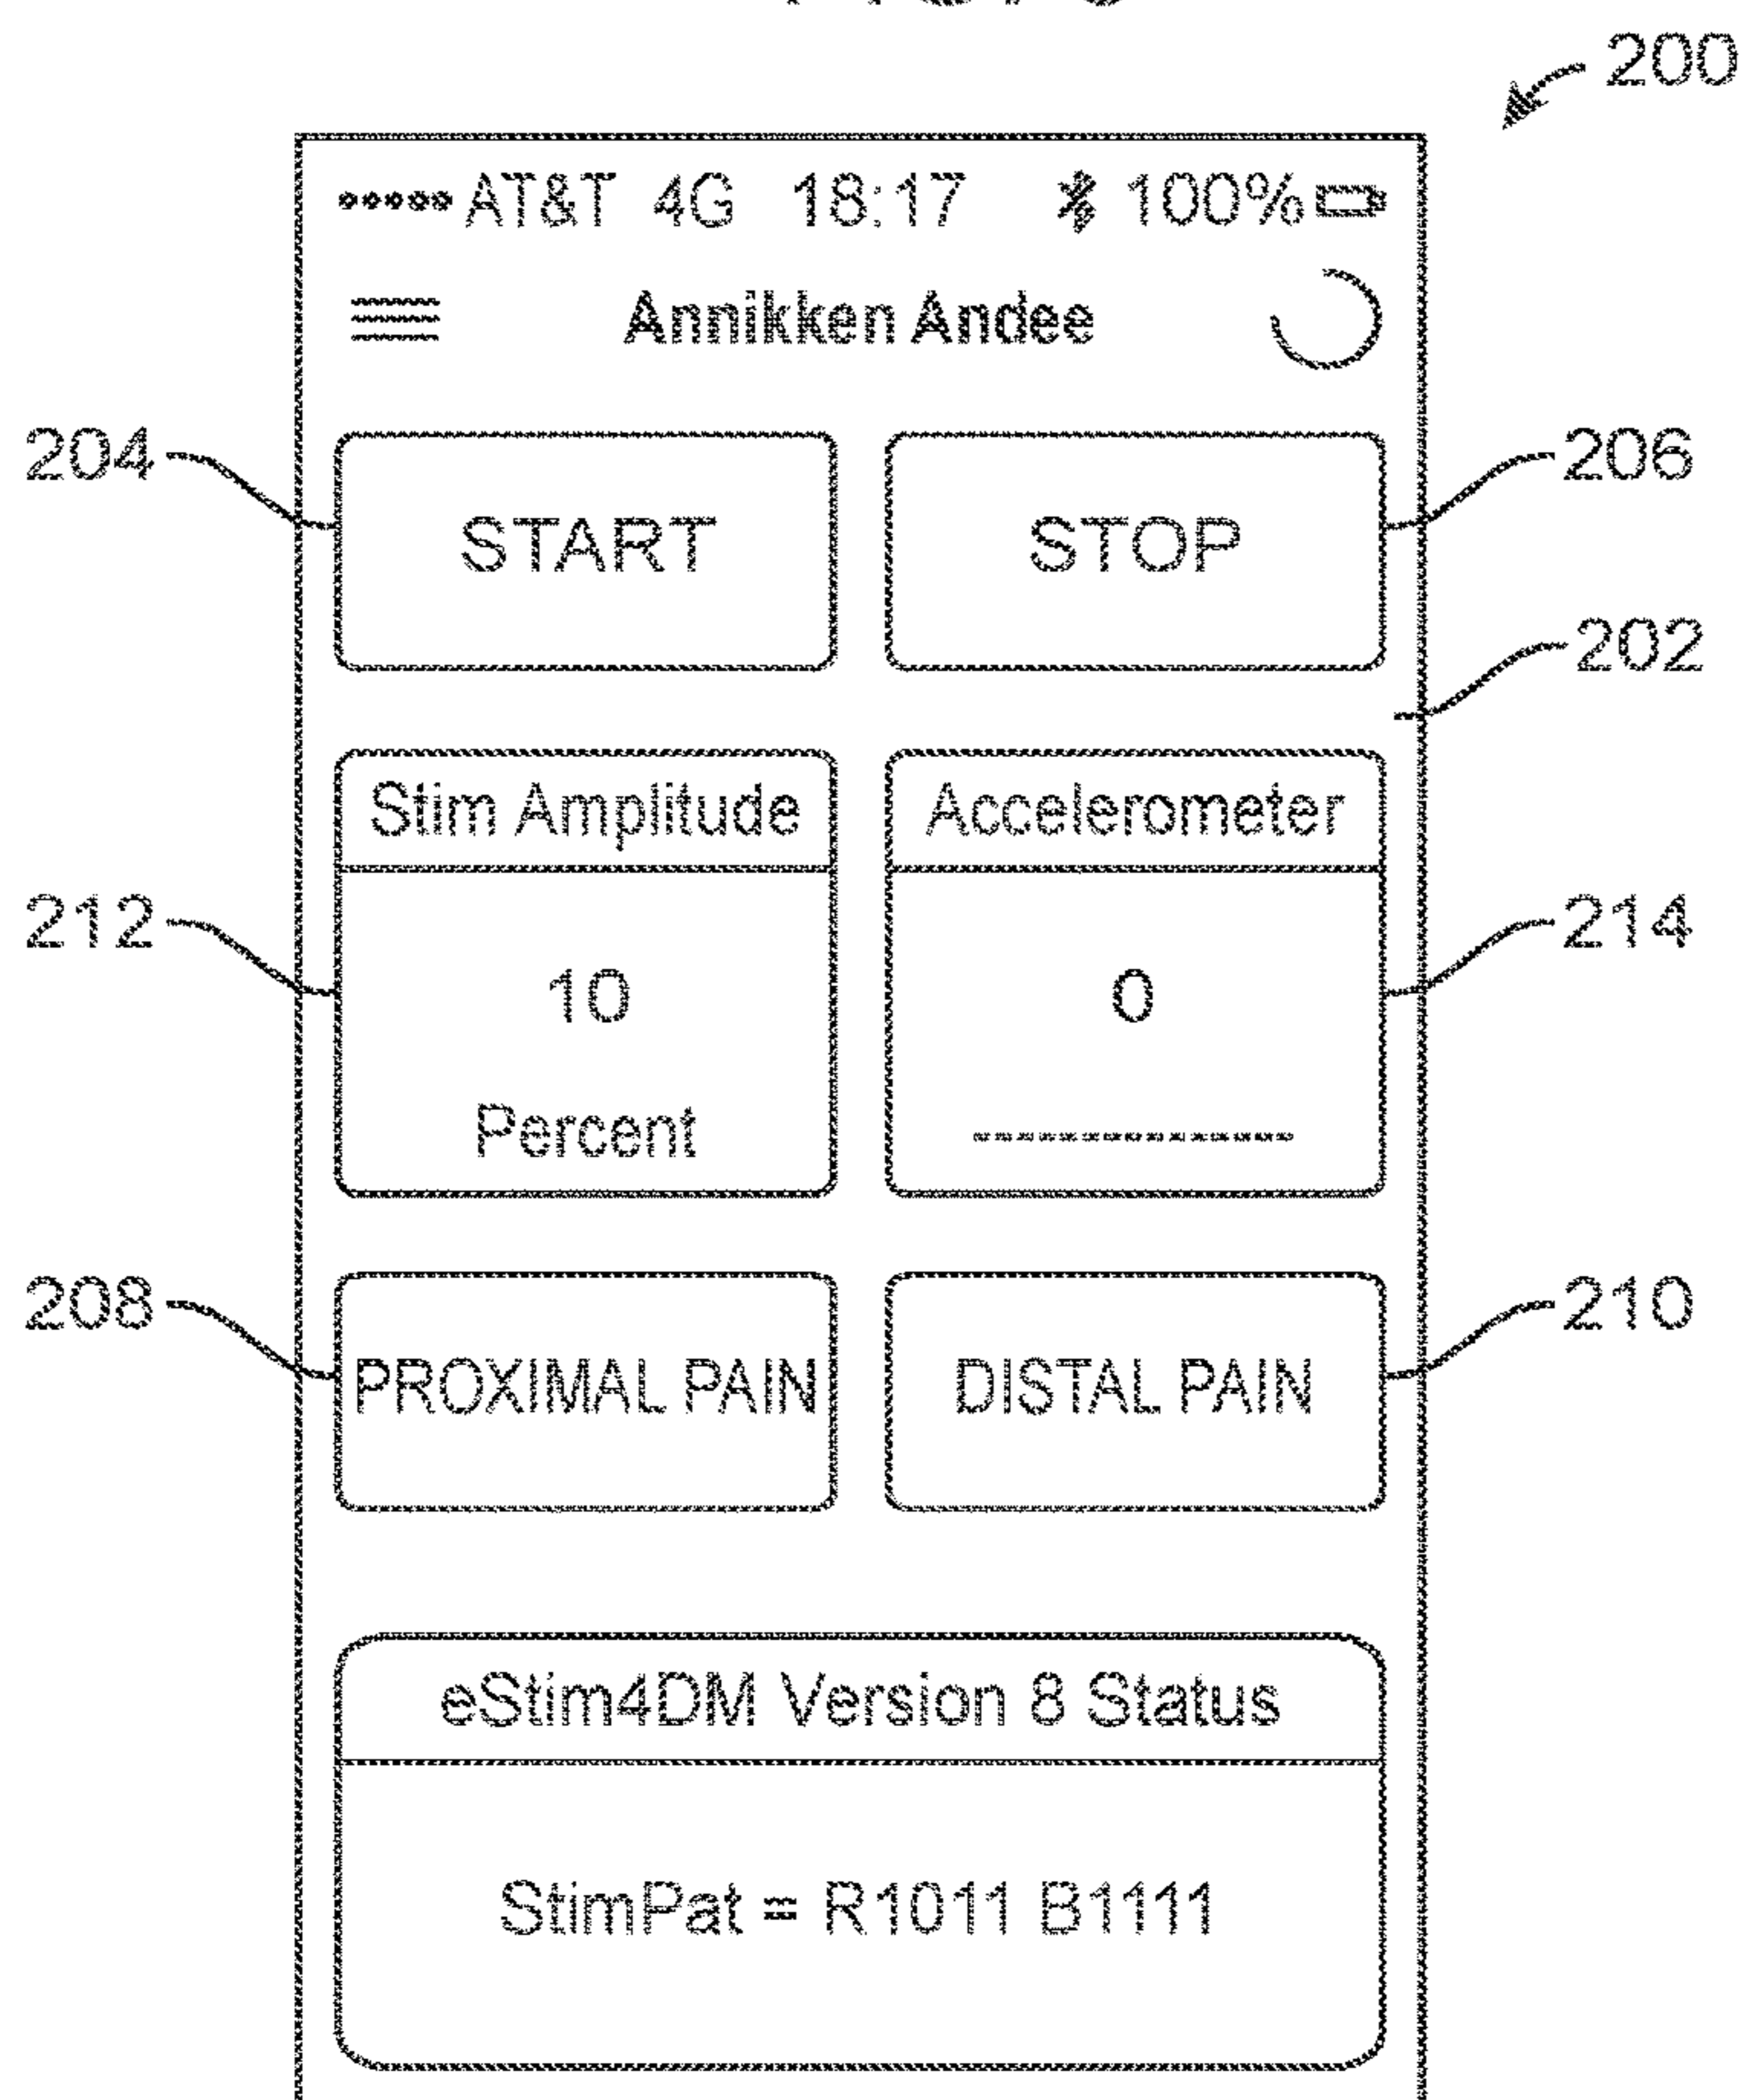 200
AT&T 4G 18:17 100%
Annikken Andee
204 START STOP 206
202
Stim Amplitude Accelerometer
212 10 0 214
Percent
208 PROXIMAL PAIN DISTAL PAIN 210
eStim4DM Version 8 Status
StimPat = R1011 B1111